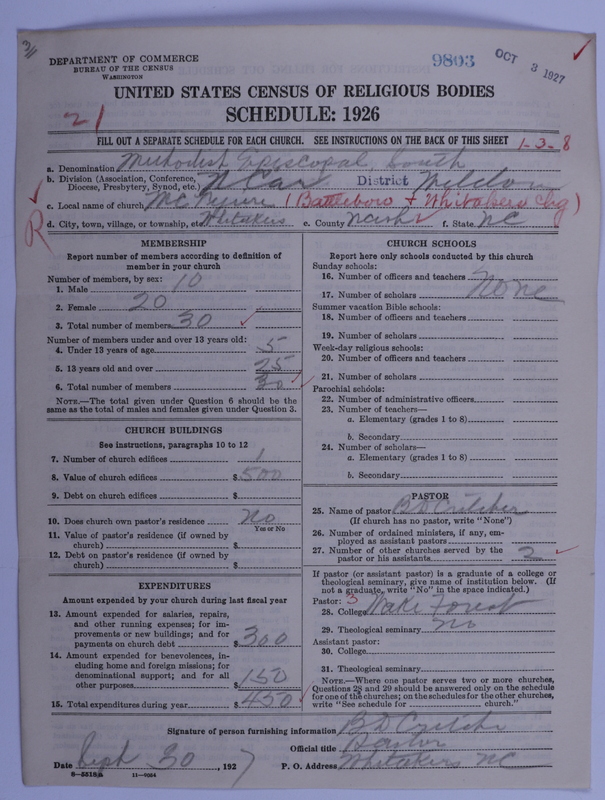 DEPARTMENT OF COMMERCE
BUREAU OF THE CENSUS
WASHINGTON
9803
OCT 3 1927
UNITED STATES CENSUS OF RELIGIOUS BODIES
SCHEDULE: 1926
21
FILL OUT A SEPARATE SCHEDULE FOR EACH CHURCH. SEE INSTRUCTIONS ON THE BACK OF THIS SHEET
1-3-8
a. Denomination Methodist Episcopal South
b. Division (Association, Conference, Diocese, Presbytery, Synod, etc.) N Car District Weldon
c. Local name of church (Battleboro + Whitakers Chg)
R
d. City, town, village, or township, etc. Whitakers e. County Nash f. State NC
MEMBERSHIP
Report number of members according to definition of
member in your church
Number of members, by sex:
1. Male 10
2. Female 20
3. Total number of members 30
Number of members under and over 13 years old:
4. Under 13 years of age 5
5. 13 years old and over 25
6. Total number of members 30
NOTE.—The total given under Question 6 should be the
same as the total of males and females given under Question 3.
CHURCH BUILDINGS
See instructions, paragraphs 10 to 12
7. Number of church edifices 1
8. Value of church edifices $ 500
9. Debt on church edifices $
10. Does church own pastor's residence No
Yes or No
11. Value of pastor's residence (if owned by
church) $
12. Debt on pastor's residence (if owned by
church) $
EXPENDITURES
Amount expended by your church during last fiscal year
13. Amount expended for salaries, repairs,
and other running expenses; for im-
provements or new buildings; and for
payments on church debt $ 300
14. Amount expended for benevolences, in-
cluding home and foreign missions; for
denominational support; and for all
other purposes $ 150
15. Total expenditures during year $ 450
CHURCH SCHOOLS
Report here only schools conducted by this church
Sunday schools:
16. Number of officers and teachers None
17. Number of scholars
Summer vacation Bible schools:
18. Number of officers and teachers
19. Number of scholars
Week-day religious schools:
20. Number of officers and teachers
21. Number of scholars
Parochial schools:
22. Number of administrative officers
23. Number of teachers—
a. Elementary (grades 1 to 8)
b. Secondary
24. Number of scholars—
a. Elementary (grades 1 to 8)
b. Secondary
PASTOR
25. Name of pastor B D Critcher
(If church has no pastor, write "None")
26. Number of ordained ministers, if any, em-
ployed as assistant pastors
27. Number of other churches served by the
pastor or his assistants 2
If pastor (or assistant pastor) is a graduate of a college or
theological seminary, give name of institution below. (If
not a graduate, write "No" in the space indicated.)
Pastor: 3
28. College Wake Forest
29. Theological seminary No
Assistant pastor:
30. College
31. Theological seminary
NOTE.—Where one pastor serves two or more churches,
Questions 28 and 29 should be answered only on the schedule
for one of the churches; on the schedules for the other churches,
write "See schedule for church."
Signature of person furnishing information B D Critcher
Official title Pastor
Date Sept 30, 1927 P. O. Address Whitakers NC
8-5518a 11-9064